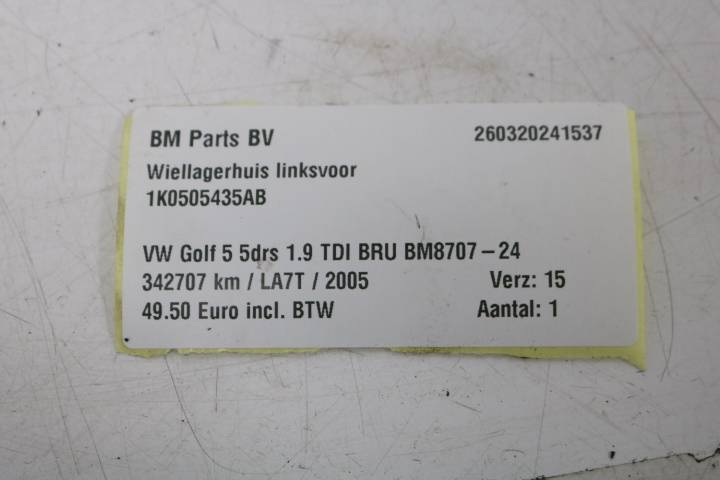 BM Parts BV 260320241537
Wiellagerhuis linksvoor
1K0505435AB
VW Golf 5 5drs 1.9 TDI BRU BM8707-24
342707 km / LA7T / 2005 Verz: 15
49.50 Euro incl. BTW Aantal: 1